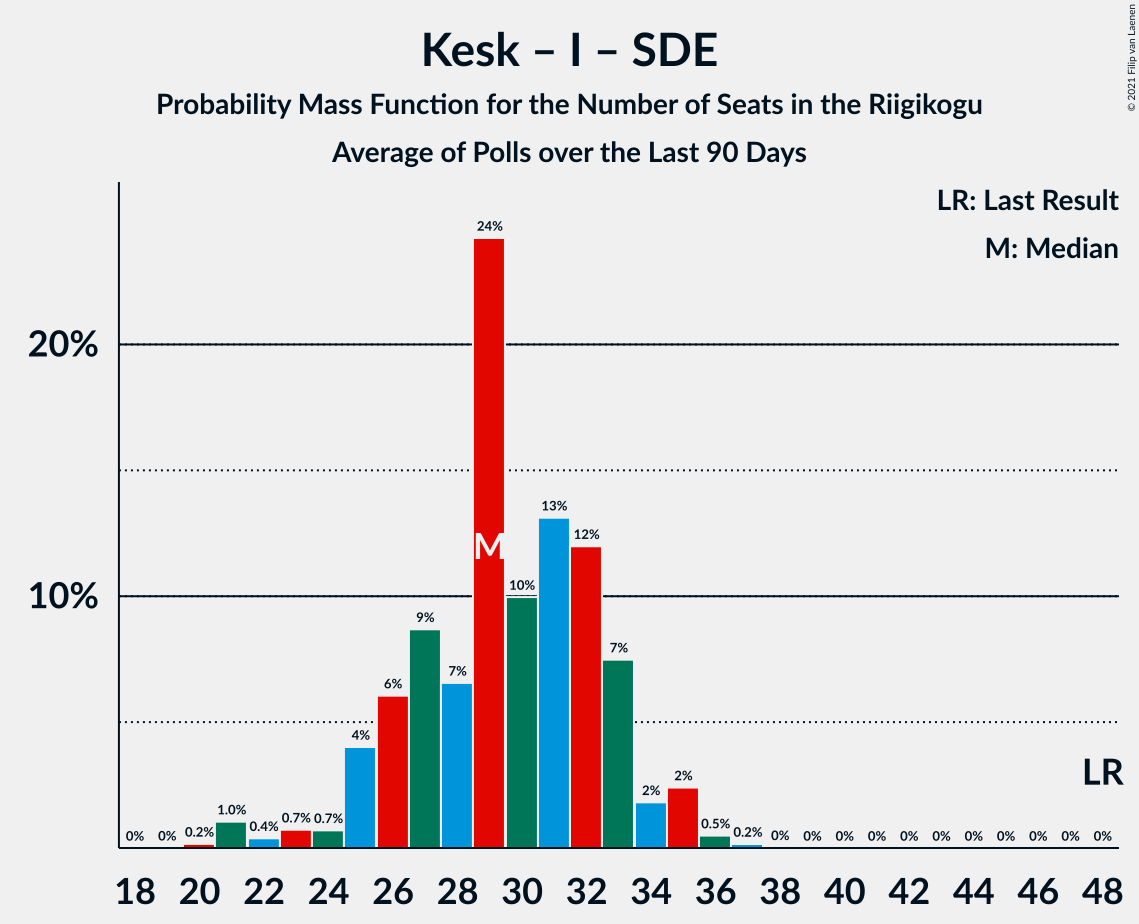 Kesk – I – SDE
Probability Mass Function for the Number of Seats in the Riigikogu
Average of Polls over the Last 90 Days
© 2021 Filip van Laenen
LR: Last Result
M: Median
20%
10%
0% 0% 0.2% 1.0% 0.4% 0.7% 0.7% 4% 6% 9% 7% 24% 10% 13% 12% 7% 2% 2% 0.5% 0.2% 0% 0% 0% 0% 0% 0% 0% 0% 0% 0% 0%
M
LR
18 20 22 24 26 28 30 32 34 36 38 40 42 44 46 48